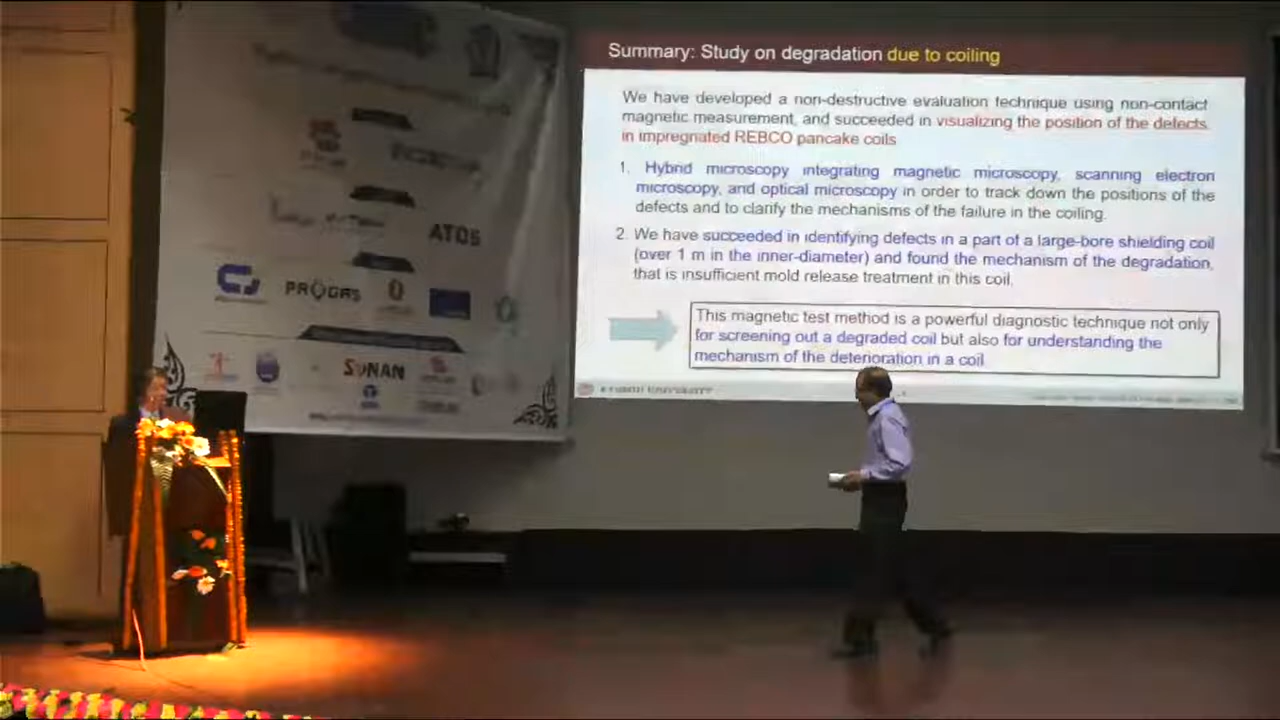 Summary: Study on degradation due to coiling
We have developed a non-destructive evaluation technique using non-contact
magnetic measurement, and succeeded in visualizing the position of the defects
in impregnated REBCO pancake coils
1. Hybrid microscopy integrating magnetic microscopy, scanning electron
microscopy, and optical microscopy in order to track down the positions of the
defects and to clarify the mechanisms of the failure in the coiling.
2. We have succeeded in identifying defects in a part of a large-bore shielding coil
(over 1 m in the inner-diameter) and found the mechanism of the degradation,
that is insufficient mold release treatment in this coil.
This magnetic test method is a powerful diagnostic technique not only
for screening out a degraded coil but also for understanding the
mechanism of the deterioration in a coil
KYUSHU UNIVERSITY
ATOS
PROGAS
SUNAN